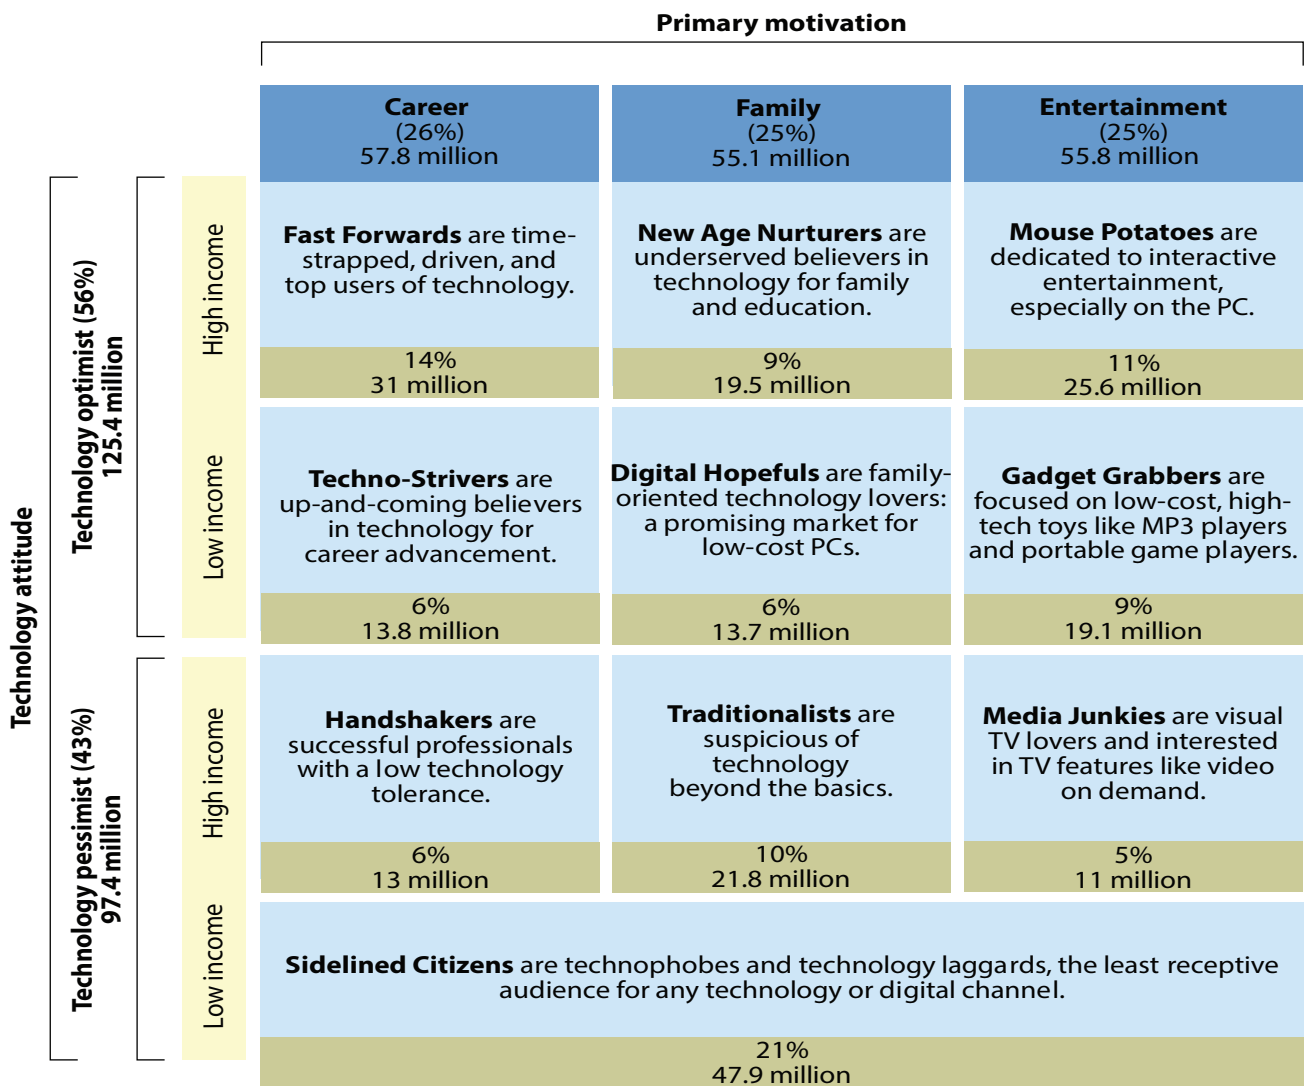 Primary motivation
Career
(26%)
57.8 million
Family
(25%)
55.1 million
Entertainment
(25%)
55.8 million
Technology attitude
Technology optimist (56%)
125.4 million
High income
Fast Forwards are time-
strapped, driven, and
top users of technology.
14%
31 million
New Age Nurturers are
underserved believers in
technology for family
and education.
9%
19.5 million
Mouse Potatoes are
dedicated to interactive
entertainment,
especially on the PC.
11%
25.6 million
Low income
Techno-Strivers are
up-and-coming believers
in technology for
career advancement.
6%
13.8 million
Digital Hopefuls are family-
oriented technology lovers:
a promising market for
low-cost PCs.
6%
13.7 million
Gadget Grabbers are
focused on low-cost, high-
tech toys like MP3 players
and portable game players.
9%
19.1 million
Technology pessimist (43%)
97.4 million
High income
Handshakers are
successful professionals
with a low technology
tolerance.
6%
13 million
Traditionalists are
suspicious of
technology
beyond the basics.
10%
21.8 million
Media Junkies are visual
TV lovers and interested
in TV features like video
on demand.
5%
11 million
Low income
Sidelined Citizens are technophobes and technology laggards, the least receptive
audience for any technology or digital channel.
21%
47.9 million